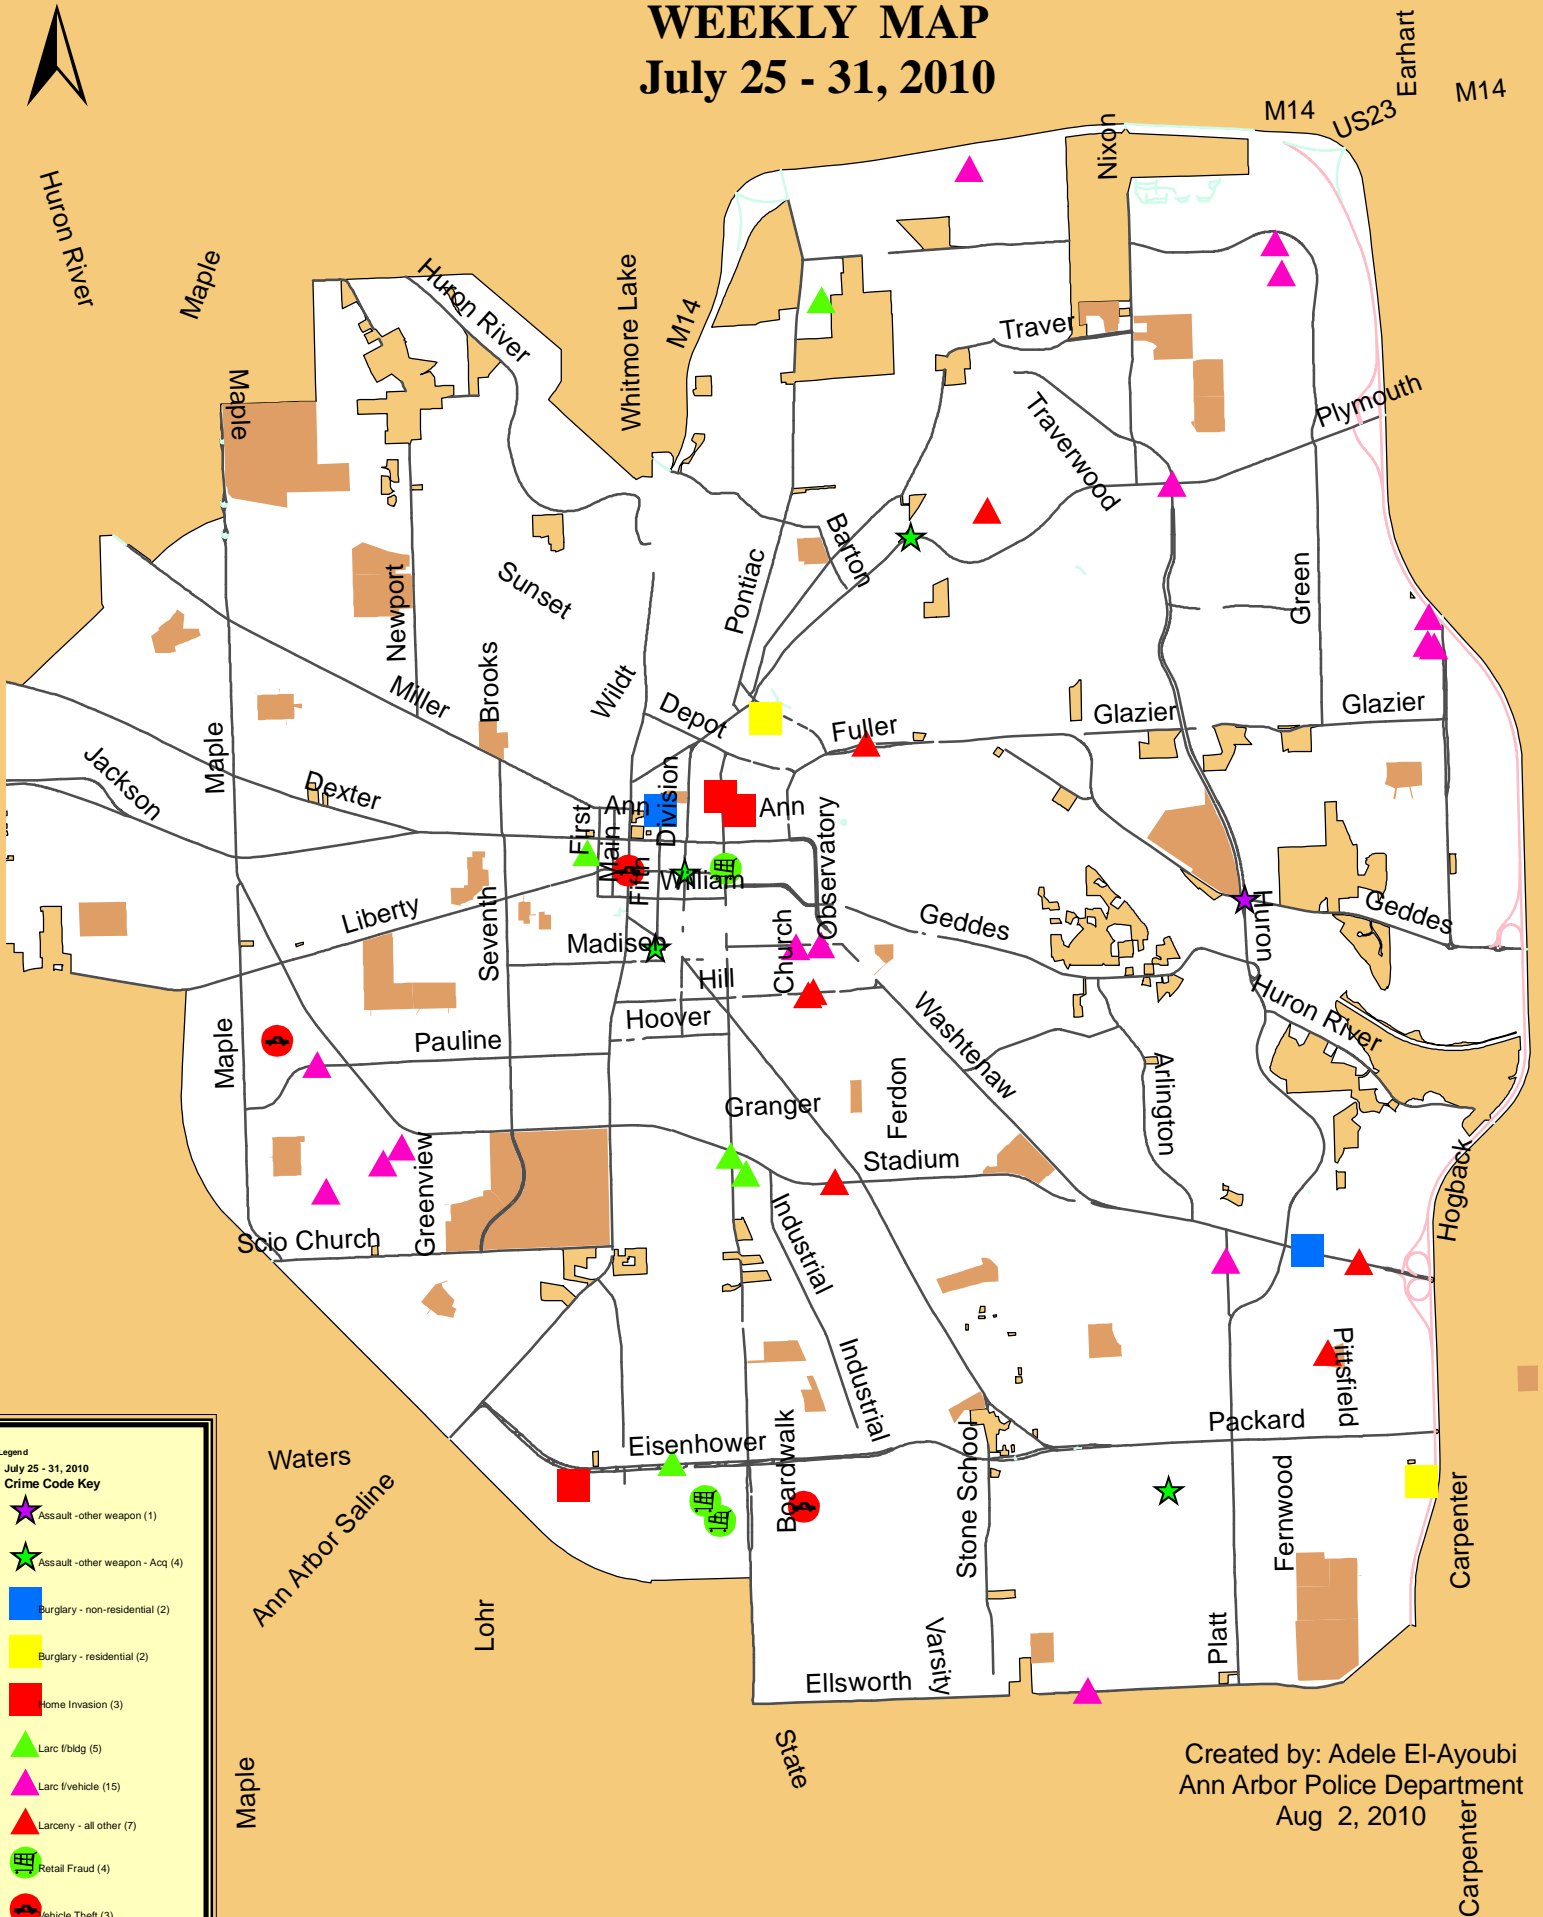 WEEKLY MAP
July 25 - 31, 2010
Earhart
M14
M14
US23
Nixon
Huron River
Maple
Huron River
Whitmore Lake
M14
Traver
Maple
Plymouth
Traverwood
Barton
Pontiac
Sunset
Newport
Green
Brooks
Miller
Wildt
Depot
Fuller
Glazier
Glazier
Maple
Jackson
Dexter
Division
Ann
Ann
First
Main
Fifth
William
Observatory
Liberty
Seventh
Madison
Church
Geddes
Huron
Geddes
Hill
Hoover
Washtenaw
Huron River
Maple
Pauline
Granger
Ferdon
Arlington
Stadium
Greenview
Scio Church
Industrial
Hogback
Industrial
Pittsfield
Packard
Eisenhower
Boardwalk
Stone School
Fernwood
Carpenter
Waters
Ann Arbor Saline
Lohr
Varsity
Platt
Ellsworth
State
Maple
Carpenter
Legend
July 25 - 31, 2010
Crime Code Key
Assault -other weapon (1)
Assault -other weapon - Acq (4)
Burglary - non-residential (2)
Burglary - residential (2)
Home Invasion (3)
Larc f/bldg (5)
Larc f/vehicle (15)
Larceny - all other (7)
Retail Fraud (4)
Vehicle Theft (3)
Created by: Adele El-Ayoubi
Ann Arbor Police Department
Aug 2, 2010